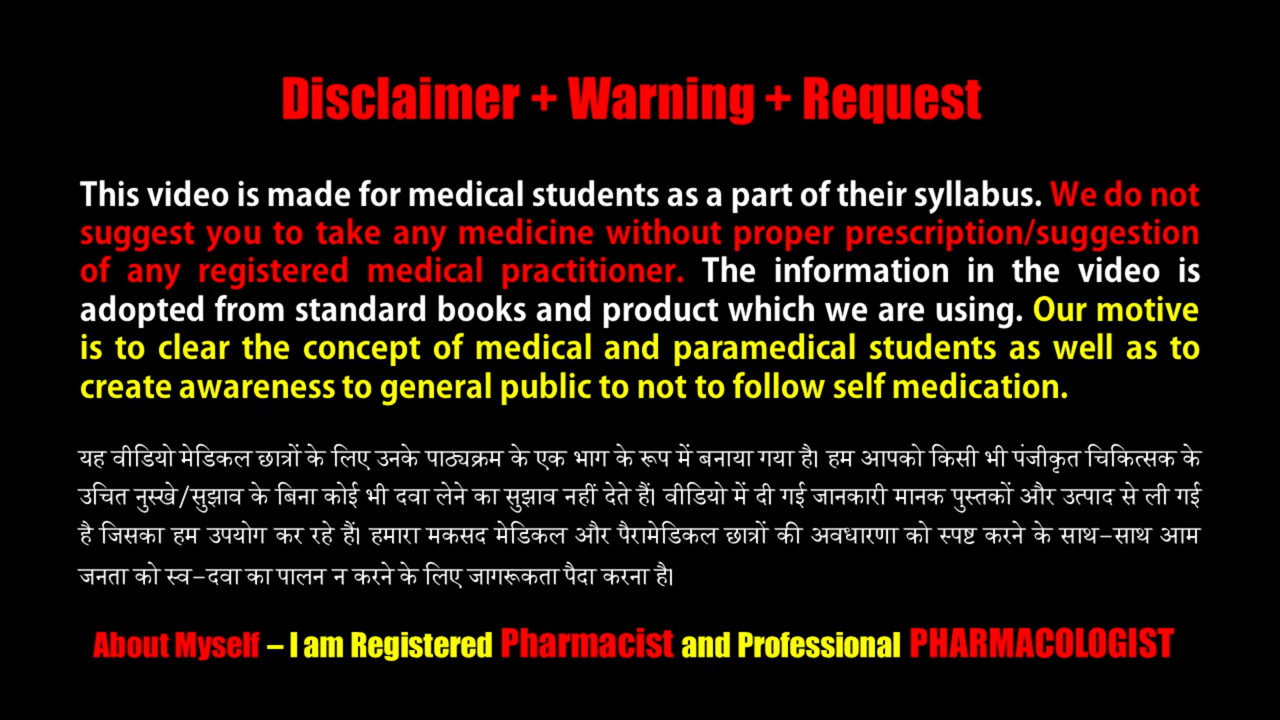 Disclaimer + Warning + Request
This video is made for medical students as a part of their syllabus. We do not
suggest you to take any medicine without proper prescription/suggestion
of any registered medical practitioner. The information in the video is
adopted from standard books and product which we are using. Our motive
is to clear the concept of medical and paramedical students as well as to
create awareness to general public to not to follow self medication.
यह वीडियो मेडिकल छात्रों के लिए उनके पाठ्यक्रम के एक भाग के रूप में बनाया गया है। हम आपको किसी भी पंजीकृत चिकित्सक के
उचित नुस्खे/सुझाव के बिना कोई भी दवा लेने का सुझाव नहीं देते हैं। वीडियो में दी गई जानकारी मानक पुस्तकों और उत्पाद से ली गई
है जिसका हम उपयोग कर रहे हैं। हमारा मकसद मेडिकल और पैरामेडिकल छात्रों की अवधारणा को स्पष्ट करने के साथ-साथ आम
जनता को स्व-दवा का पालन न करने के लिए जागरूकता पैदा करना है।
About Myself – I am Registered Pharmacist and Professional PHARMACOLOGIST